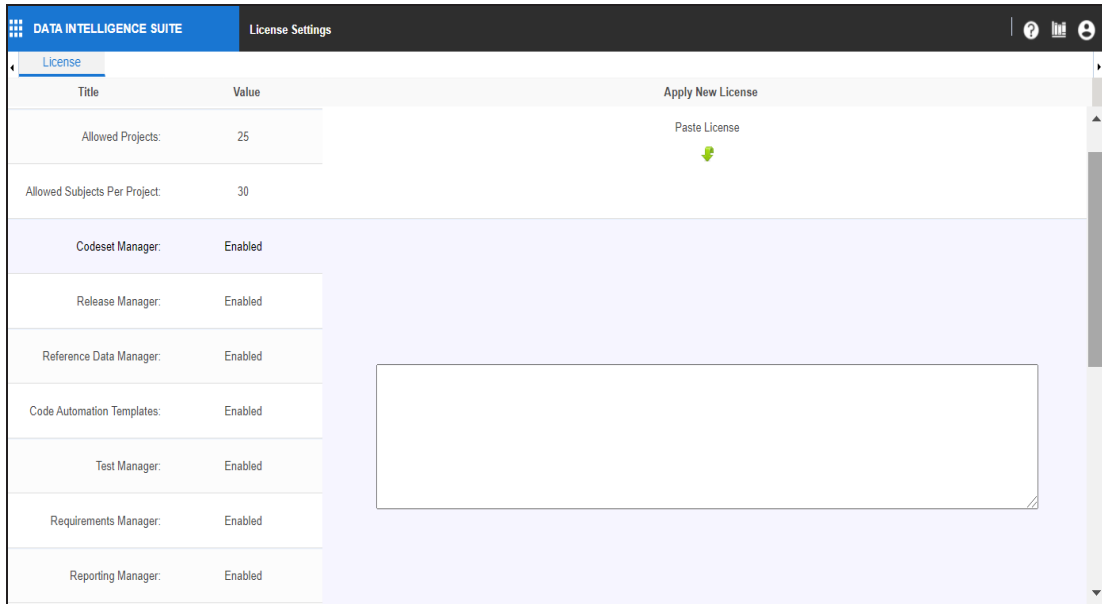 DATA INTELLIGENCE SUITE License Settings
License
Title Value Apply New License
Allowed Projects: 25 Paste License
Allowed Subjects Per Project: 30
Codeset Manager: Enabled
Release Manager: Enabled
Reference Data Manager: Enabled
Code Automation Templates: Enabled
Test Manager: Enabled
Requirements Manager: Enabled
Reporting Manager: Enabled